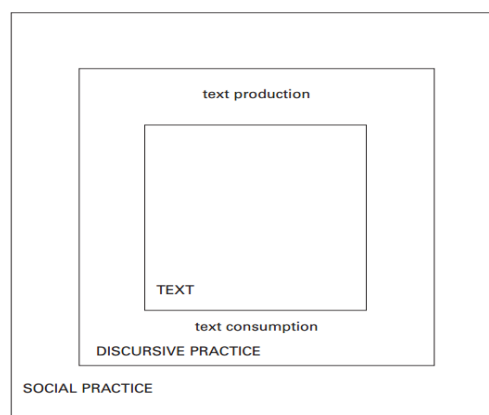 text production
TEXT
text consumption
DISCURSIVE PRACTICE
SOCIAL PRACTICE